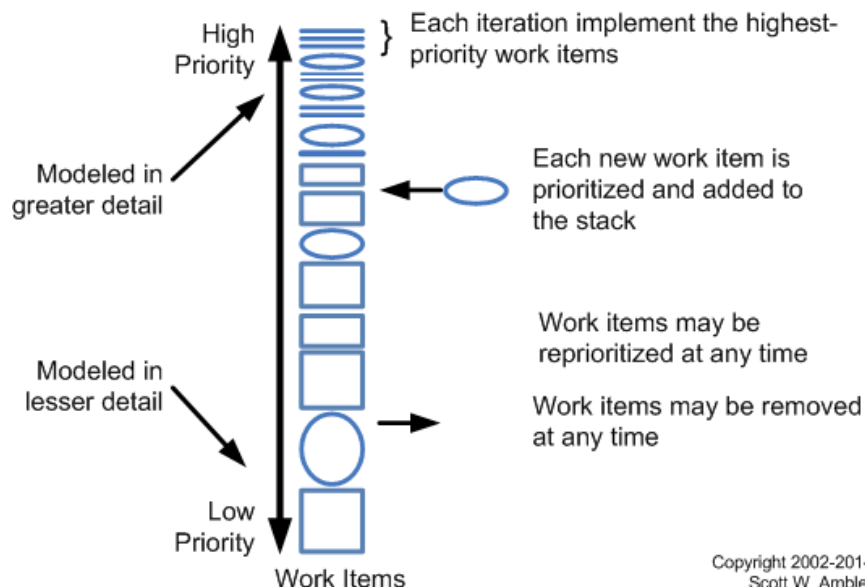 High
Priority
Each iteration implement the highest-
priority work items
Modeled in
greater detail
Each new work item is
prioritized and added to
the stack
Work items may be
reprioritized at any time
Modeled in
lesser detail
Work items may be removed
at any time
Low
Priority
Work Items
Copyright 2002-201
Scott W. Amble